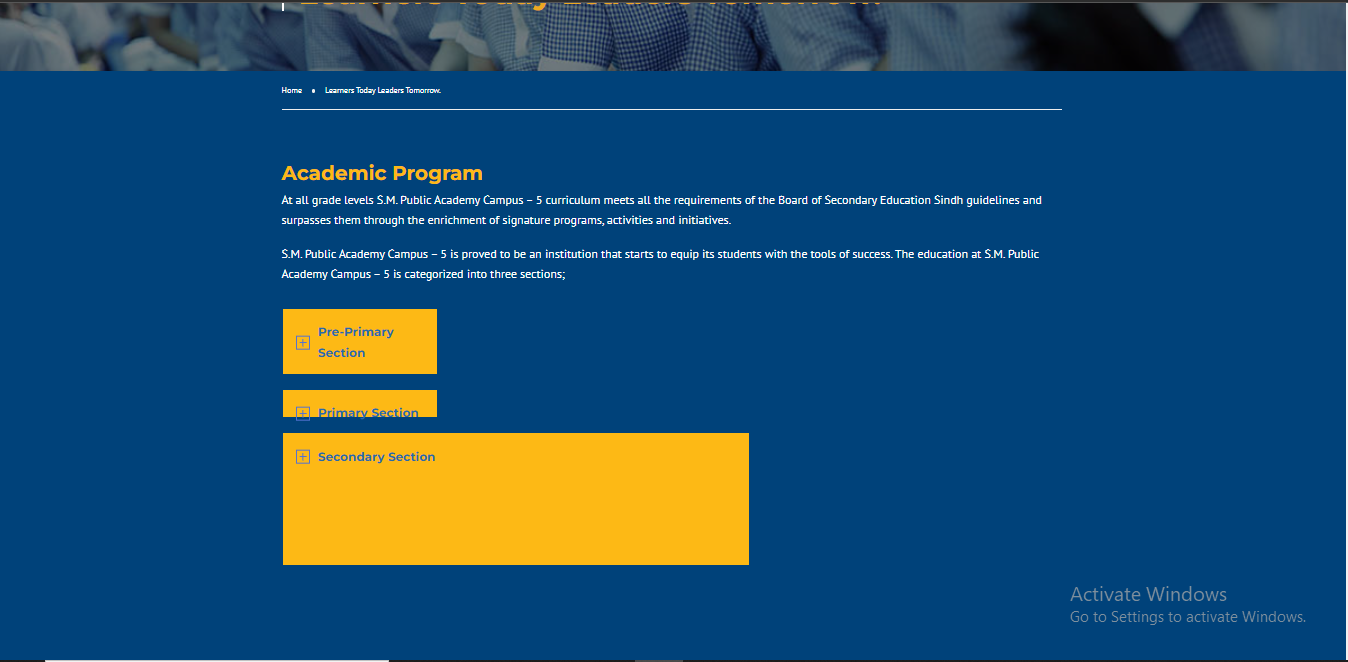 Learners Today Leaders Tomorrow.
Home • Learners Today Leaders Tomorrow.
Academic Program
At all grade levels S.M. Public Academy Campus – 5 curriculum meets all the requirements of the Board of Secondary Education Sindh guidelines and
surpasses them through the enrichment of signature programs, activities and initiatives.
S.M. Public Academy Campus – 5 is proved to be an institution that starts to equip its students with the tools of success. The education at S.M. Public
Academy Campus – 5 is categorized into three sections;
Pre-Primary
Section
Primary Section
Secondary Section
Activate Windows
Go to Settings to activate Windows.